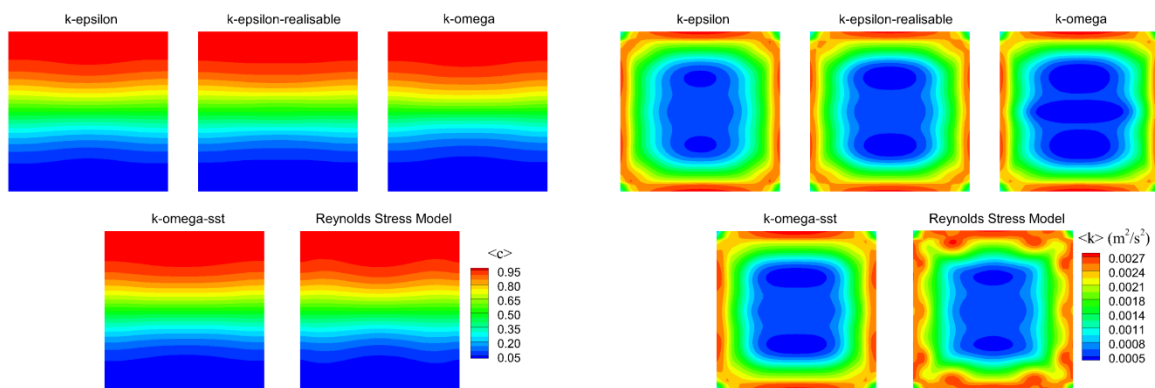 k-epsilon
k-epsilon-realisable
k-omega
k-omega-sst
Reynolds Stress Model
<c>
0.95
0.80
0.65
0.50
0.35
0.20
0.05
k-epsilon
k-epsilon-realisable
k-omega
k-omega-sst
Reynolds Stress Model
<k> (m²/s²)
0.0027
0.0024
0.0021
0.0018
0.0014
0.0011
0.0008
0.0005